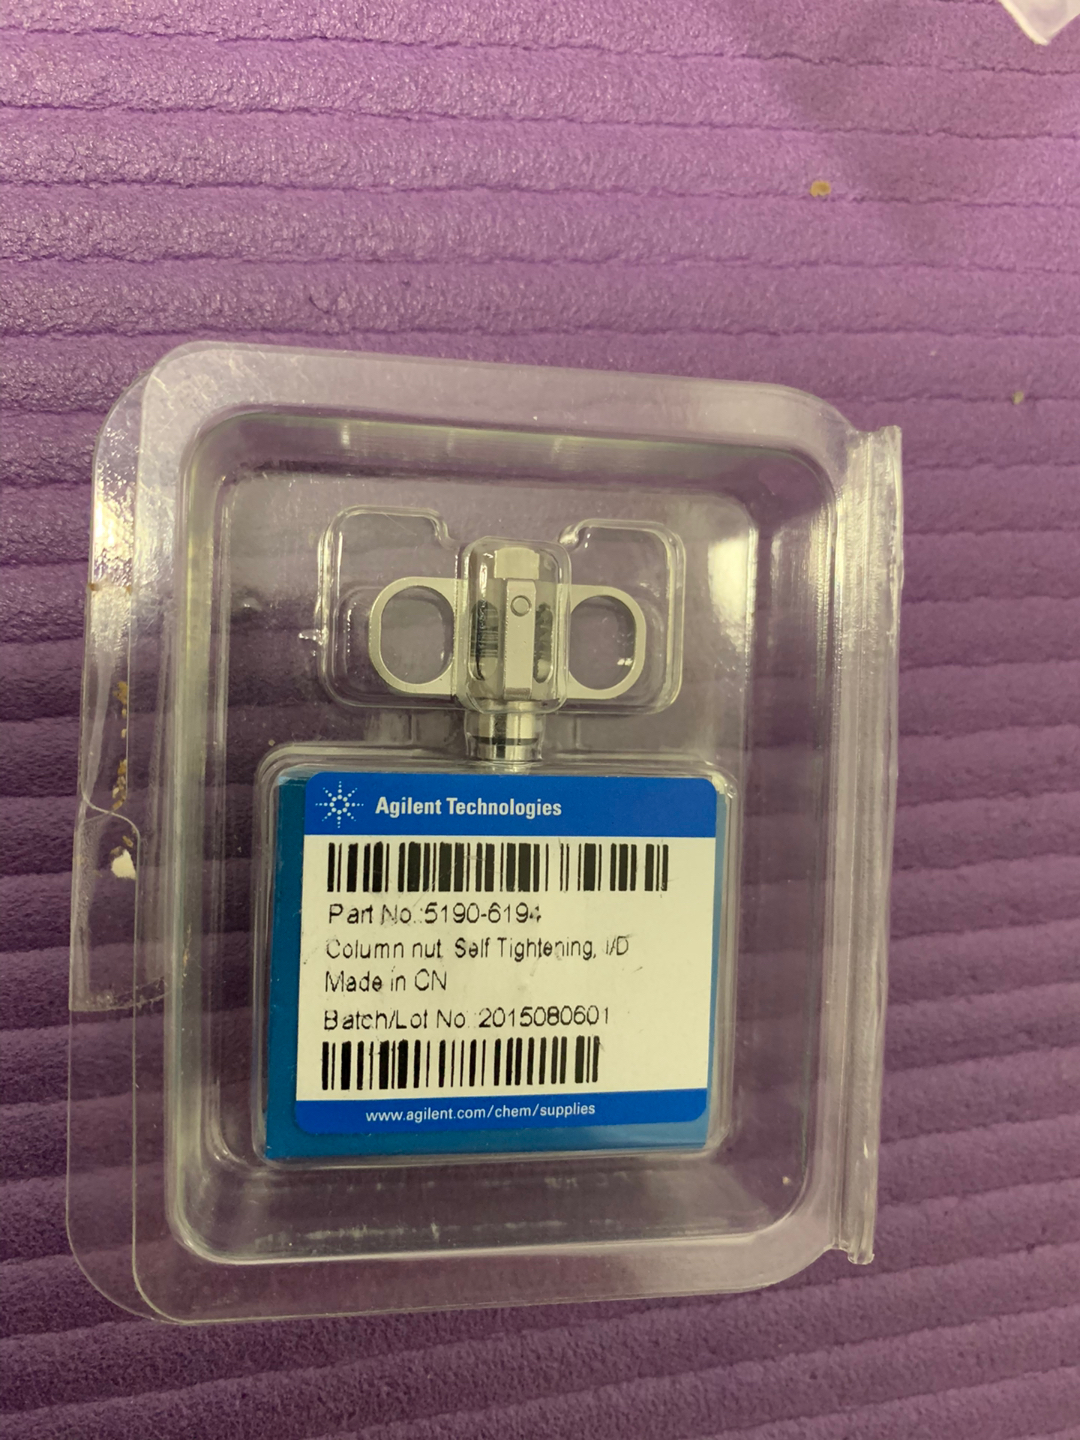 Agilent Technologies
Part No.:5190-6194
Column nut, Self Tightening, I/D
Made in CN
Batch/Lot No.:2015080601
www.agilent.com/chem/supplies